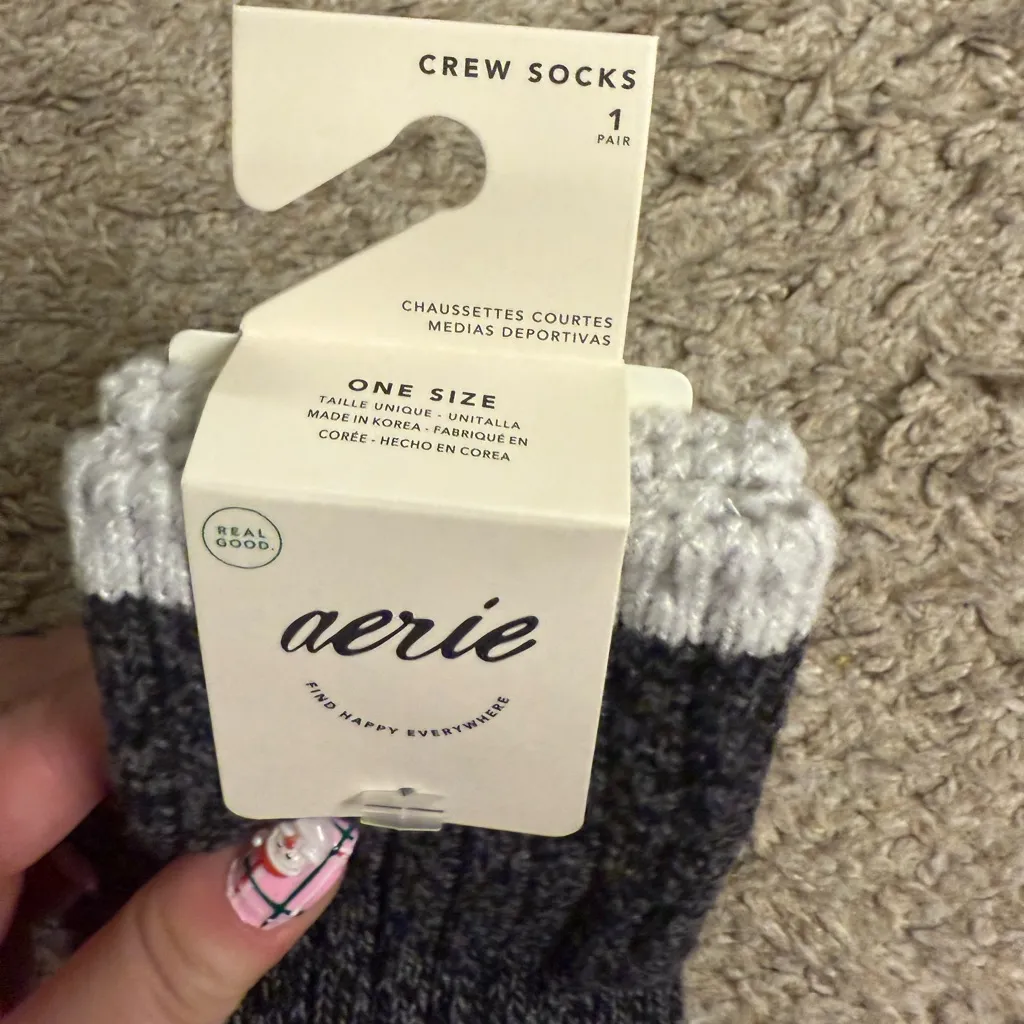 CREW SOCKS
1
PAIR
CHAUSSETTES COURTES
MEDIAS DEPORTIVAS
ONE SIZE
TAILLE UNIQUE - UNITALLA
MADE IN KOREA - FABRIQUÉ EN
CORÉE - HECHO EN COREA
REAL
GOOD.
aerie
FIND HAPPY EVERYWHERE